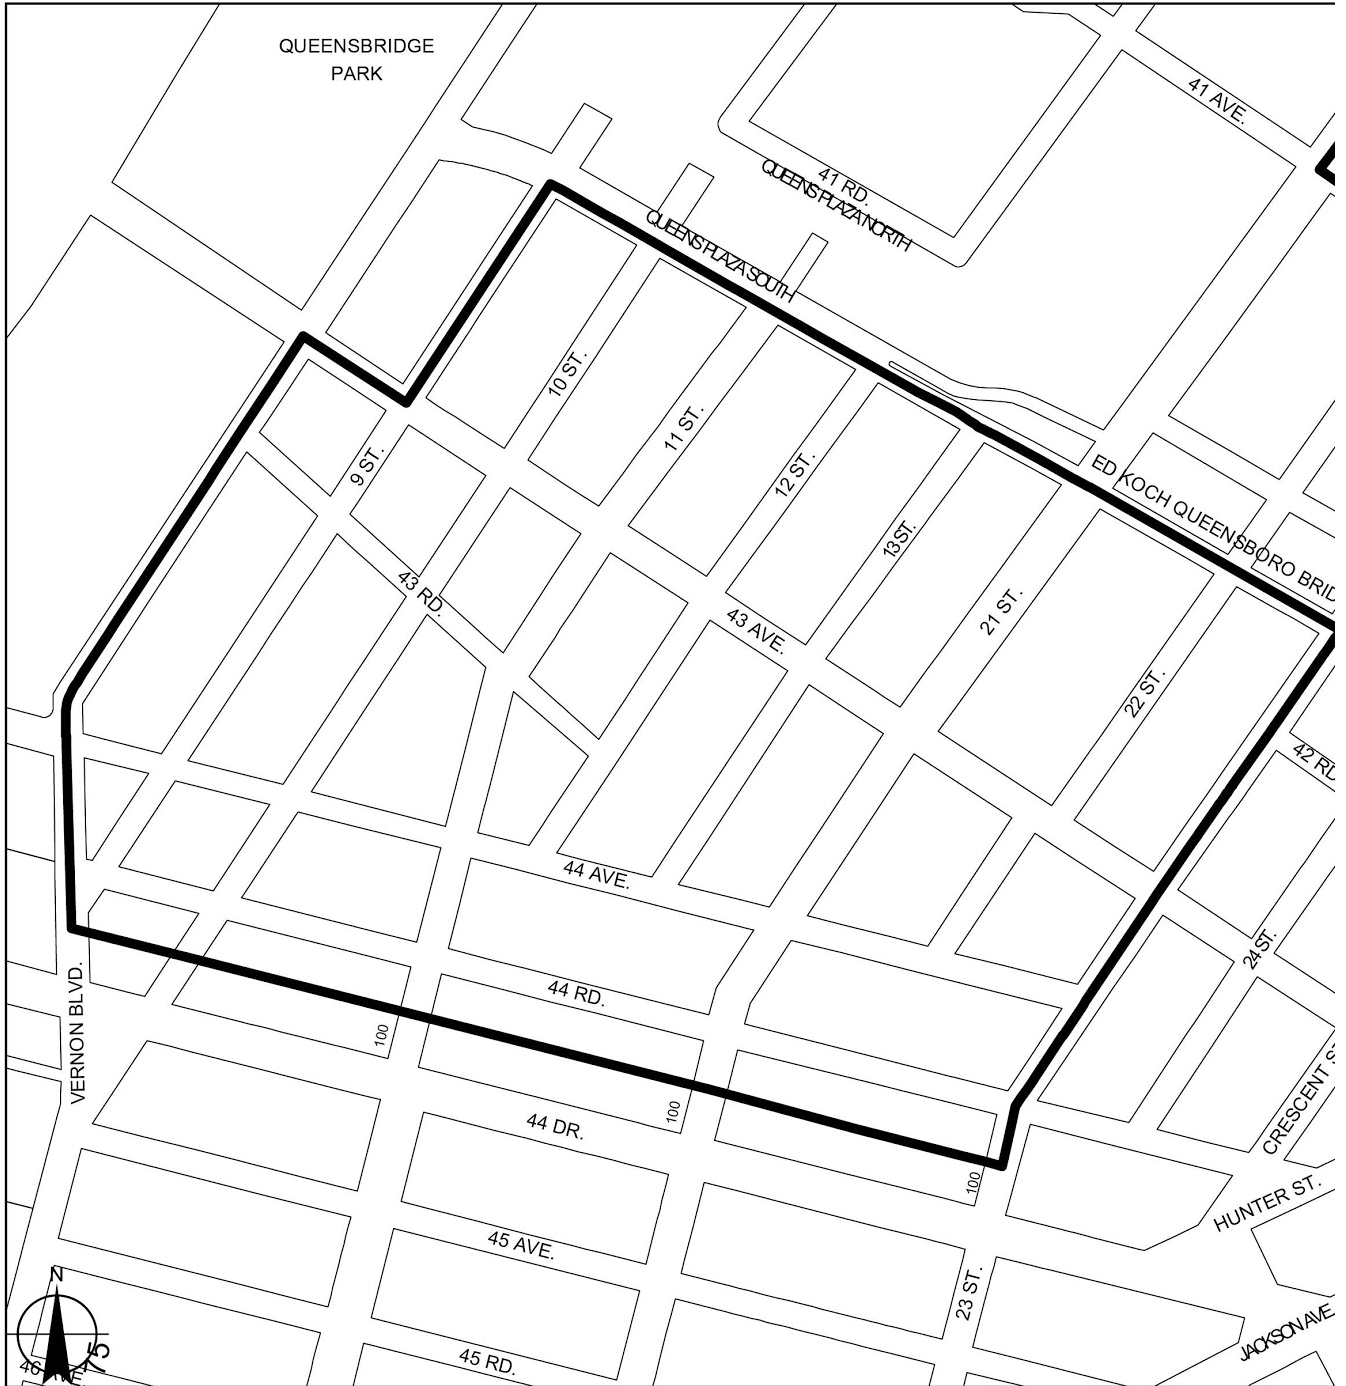 QUEENSBRIDGE
PARK
41 AVE.
41 RD.
QUEENS PLAZA NORTH
QUEENS PLAZA SOUTH
10 ST.
11 ST.
9 ST.
12 ST.
13 ST.
ED KOCH QUEENSBORO BRID
43 RD.
21 ST.
43 AVE.
22 ST.
42 RD
44 AVE.
24 ST.
44 RD.
VERNON BLVD.
100
100
44 DR.
CRESCENT S
100
HUNTER ST.
45 AVE.
23 ST.
N
JACKSON AVE
45 RD.
75
46 AVE.